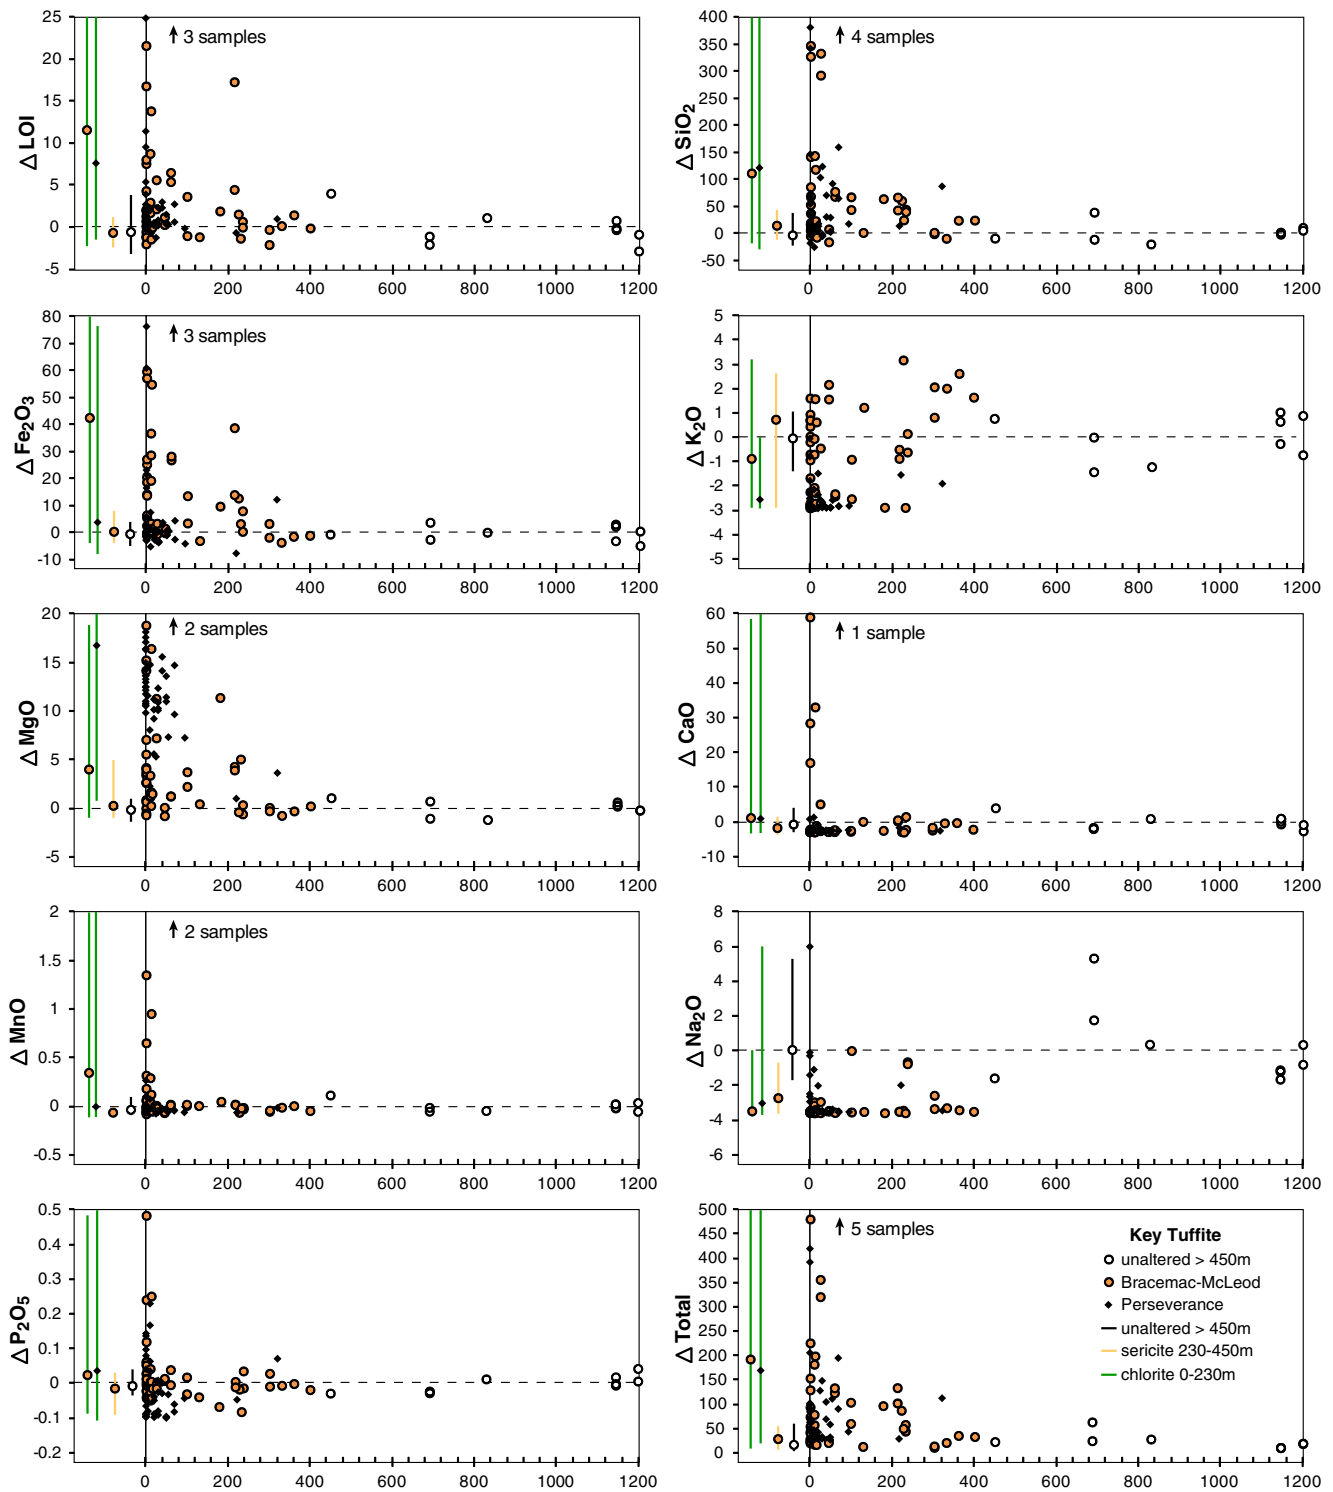 25
20
15
10
5
0
-5
Δ LOI
3 samples
0 200 400 600 800 1000 1200
400
350
300
250
200
150
100
50
0
-50
Δ SiO2
4 samples
0 200 400 600 800 1000 1200
80
70
60
50
40
30
20
10
0
-10
Δ Fe2O3
3 samples
0 200 400 600 800 1000 1200
5
4
3
2
1
0
-1
-2
-3
-4
-5
Δ K2O
0 200 400 600 800 1000 1200
20
15
10
5
0
-5
Δ MgO
2 samples
0 200 400 600 800 1000 1200
60
50
40
30
20
10
0
-10
Δ CaO
1 sample
0 200 400 600 800 1000 1200
2
1.5
1
0.5
0
-0.5
Δ MnO
2 samples
0 200 400 600 800 1000 1200
8
6
4
2
0
-2
-4
-6
Δ Na2O
0 200 400 600 800 1000 1200
0.5
0.4
0.3
0.2
0.1
0
-0.1
-0.2
Δ P2O5
0 200 400 600 800 1000 1200
500
450
400
350
300
250
200
150
100
50
0
Δ Total
5 samples
Key Tuffite
unaltered > 450m
Bracemac-McLeod
Perseverance
unaltered > 450m
sericite 230-450m
chlorite 0-230m
0 200 400 600 800 1000 1200